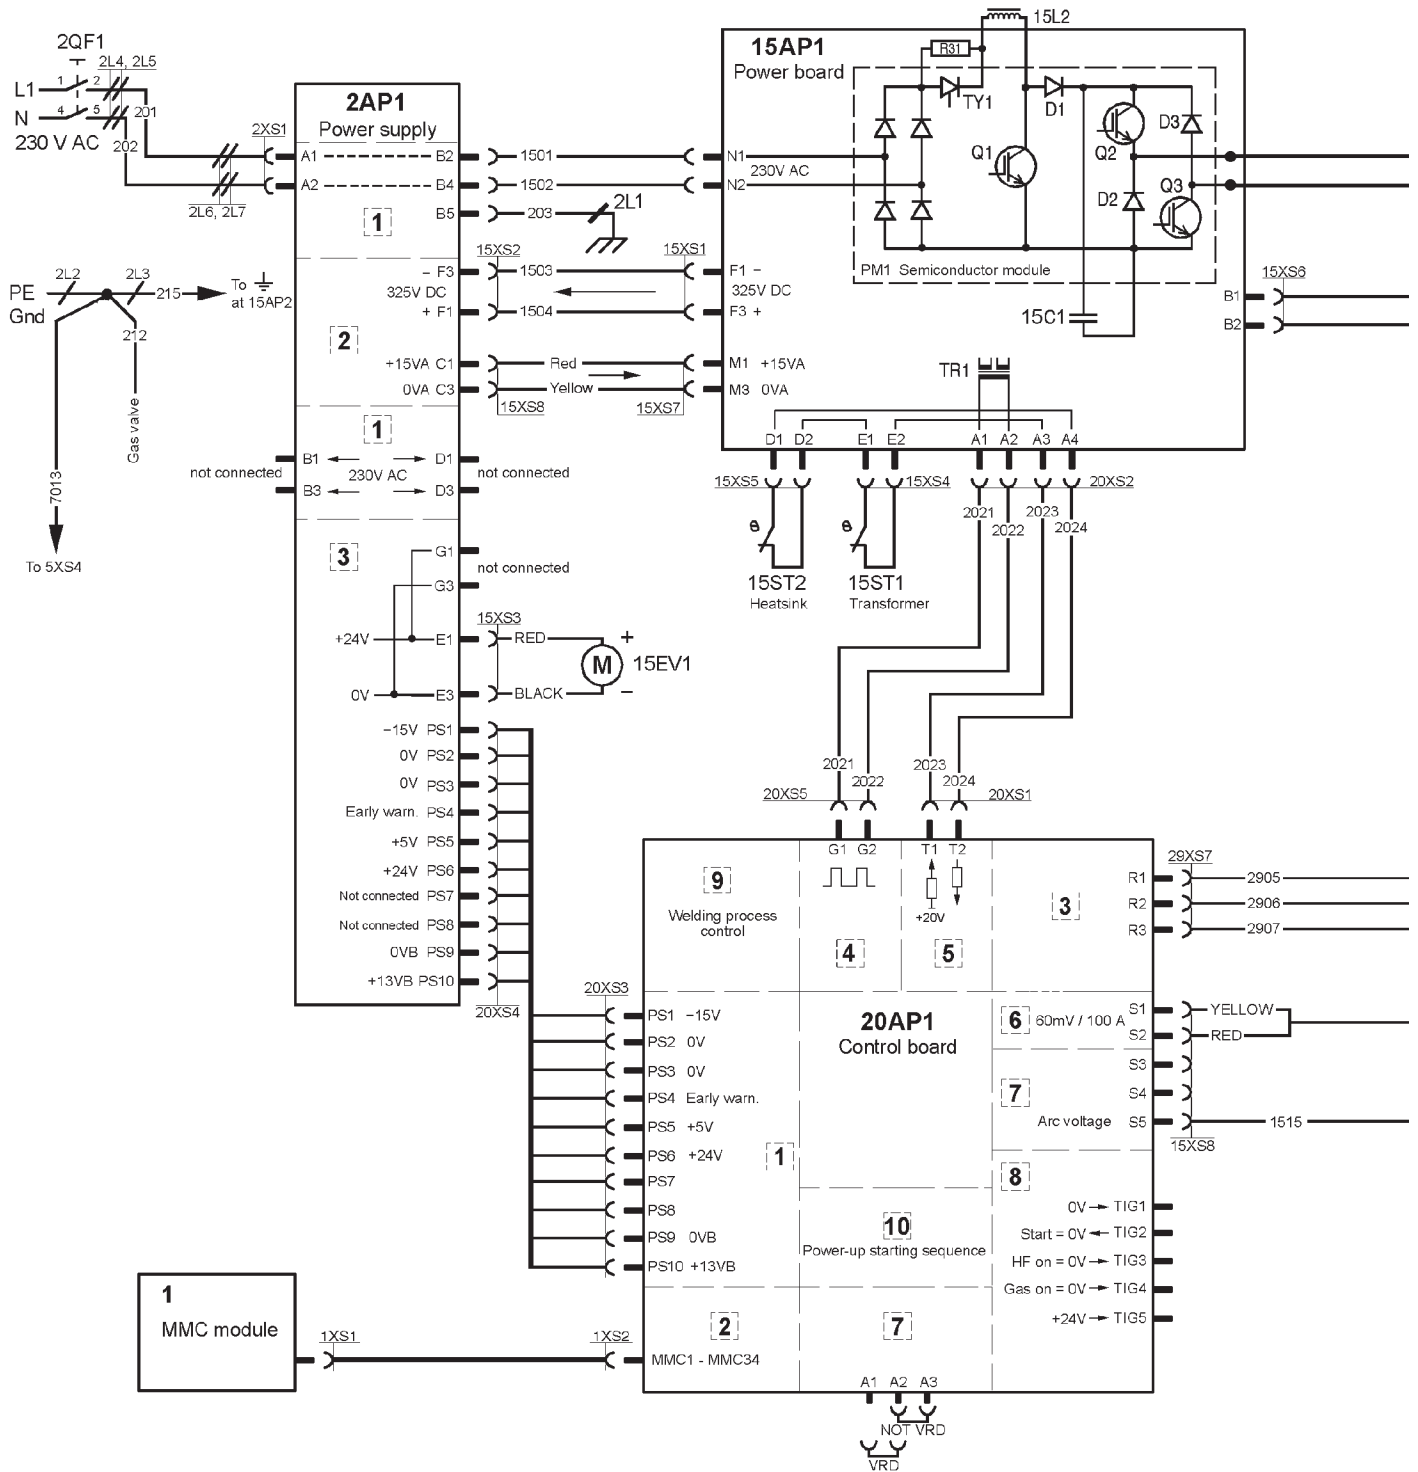 2QF1
2L4, 2L5
L1
1
2
N
4
5
201
230 V AC
202
2XS1
2L6, 2L7
2AP1
Power supply
A1
B2
1501
A2
B4
1502
B5
203
2L1
1
15XS2
15XS1
− F3
1503
F1 −
325V DC
325V DC
+ F1
1504
F3 +
2
+15VA C1
Red
M1 +15VA
0VA C3
Yellow
M3 0VA
15XS8
15XS7
1
B1
D1
not connected
230V AC
not connected
B3
D3
3
G1
not connected
G3
15XS3
+24V
E1
RED
+
M
15EV1
0V
E3
BLACK
−
−15V PS1
0V PS2
0V PS3
Early warn. PS4
+5V PS5
+24V PS6
Not connected PS7
Not connected PS8
0VB PS9
+13VB PS10
20XS4
PE
Gnd
2L2
2L3
215
To
at 15AP2
212
Gas valve
7013
To 5XS4
15L2
15AP1
Power board
R31
TY1
D1
Q1
Q2
D3
D2
Q3
N1
230V AC
N2
PM1 Semiconductor module
15C1
15XS6
B1
B2
TR1
D1
D2
E1
E2
A1
A2
A3
A4
15XS5
15XS4
20XS2
2021
2022
2023
2024
θ
θ
15ST2
Heatsink
15ST1
Transformer
2021
2022
2023
2024
20XS5
20XS1
G1
G2
T1
T2
+20V
9
Welding process
control
4
5
3
29XS7
R1
2905
R2
2906
R3
2907
20XS3
20AP1
Control board
PS1 −15V
PS2 0V
PS3 0V
PS4 Early warn.
PS5 +5V
PS6 +24V
PS7
PS8
PS9 0VB
PS10 +13VB
1
6
60mV / 100 A
S1
YELLOW
S2
RED
S3
7
S4
Arc voltage
S5
1515
15XS8
8
0V
TIG1
Start = 0V
TIG2
HF on = 0V
TIG3
Gas on = 0V
TIG4
+24V
TIG5
10
Power-up starting sequence
1
MMC module
1XS1
1XS2
2
7
MMC1 - MMC34
A1
A2
A3
NOT VRD
VRD